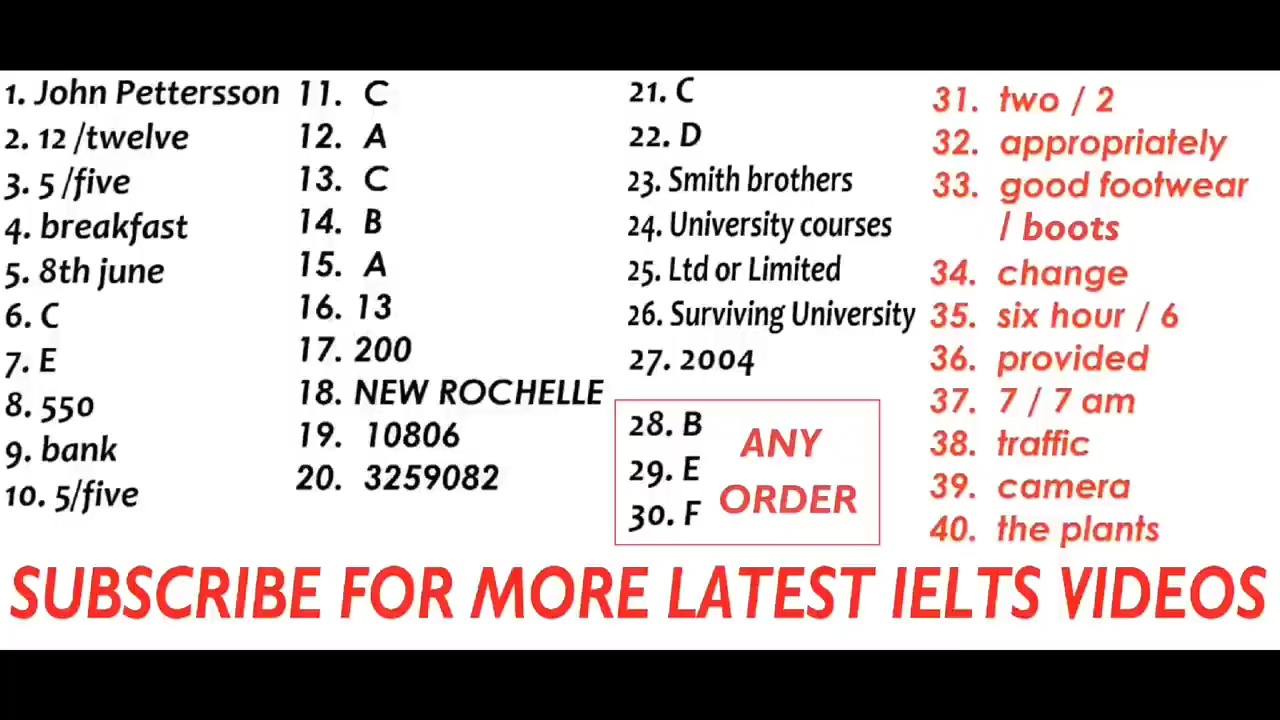 1. John Pettersson
2. 12 /twelve
3. 5 /five
4. breakfast
5. 8th june
6. C
7. E
8. 550
9. bank
10. 5/five
11. C
12. A
13. C
14. B
15. A
16. 13
17. 200
18. NEW ROCHELLE
19. 10806
20. 3259082
21. C
22. D
23. Smith brothers
24. University courses
25. Ltd or Limited
26. Surviving University
27. 2004
28. B
29. E
30. F
ANY
ORDER
31. two / 2
32. appropriately
33. good footwear
/ boots
34. change
35. six hour / 6
36. provided
37. 7 / 7 am
38. traffic
39. camera
40. the plants
SUBSCRIBE FOR MORE LATEST IELTS VIDEOS